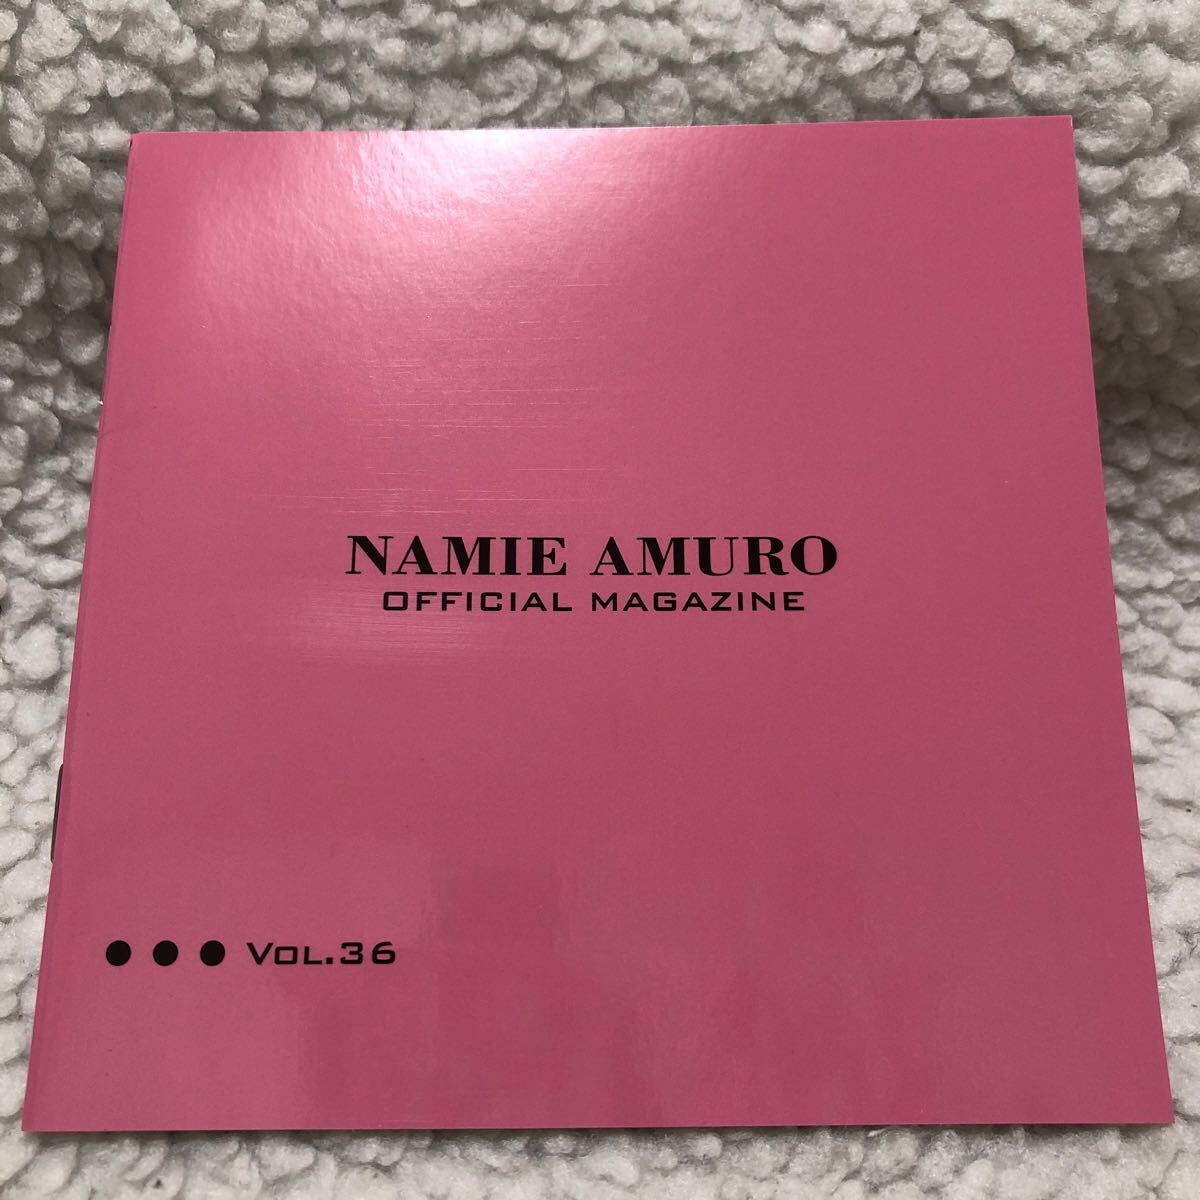 NAMIE AMURO
OFFICIAL MAGAZINE
●●● VOL.36